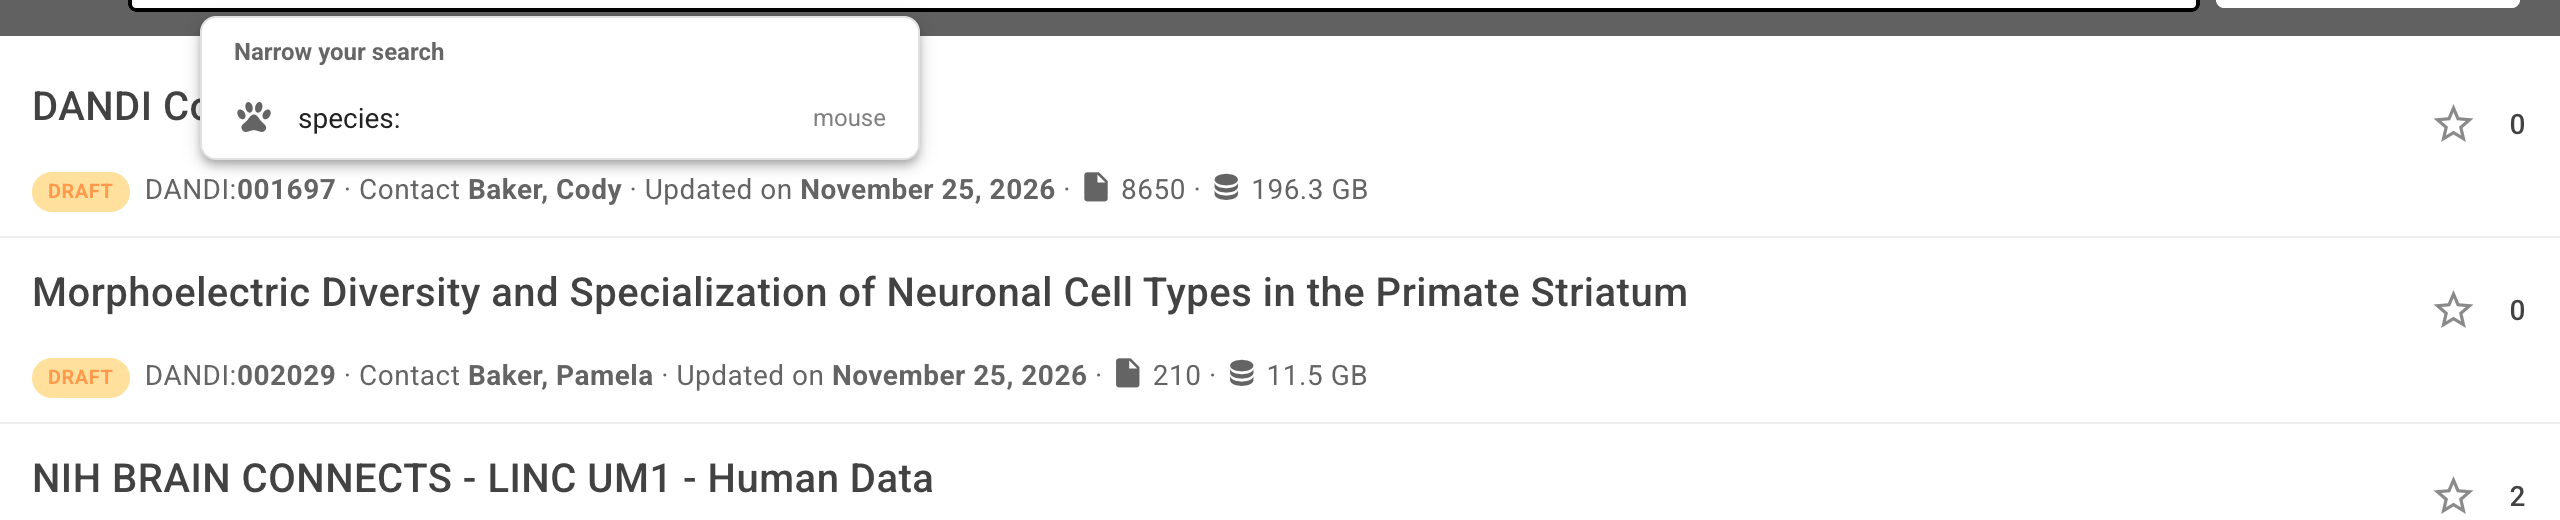 Narrow your search
species: mouse
DANDI
0
DRAFT DANDI:001697 · Contact Baker, Cody · Updated on November 25, 2026 · 8650 · 196.3 GB
Morphoelectric Diversity and Specialization of Neuronal Cell Types in the Primate Striatum
0
DRAFT DANDI:002029 · Contact Baker, Pamela · Updated on November 25, 2026 · 210 · 11.5 GB
NIH BRAIN CONNECTS - LINC UM1 - Human Data
2